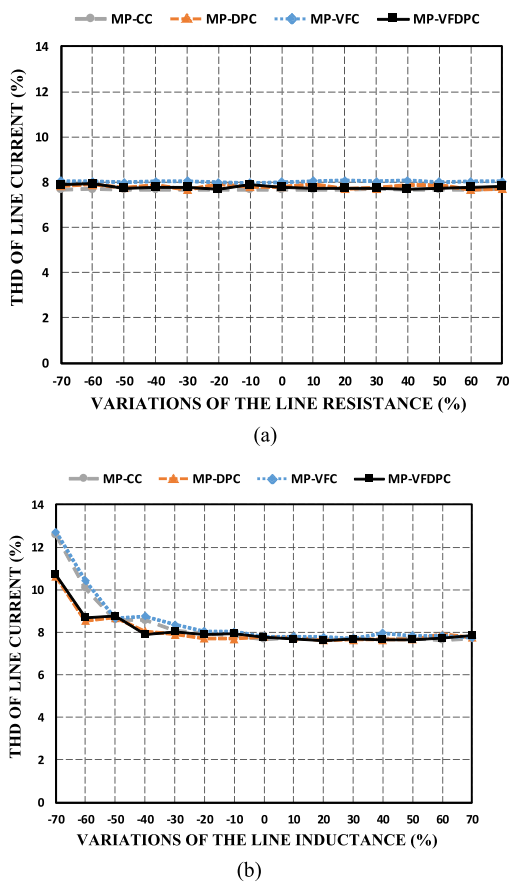 MP-CC MP-DPC MP-VFC MP-VFDPC
14
12
10
8
6
4
2
0
THD OF LINE CURRENT (%)
-70 -60 -50 -40 -30 -20 -10 0 10 20 30 40 50 60 70
VARIATIONS OF THE LINE RESISTANCE (%)
(a)
MP-CC MP-DPC MP-VFC MP-VFDPC
14
12
10
8
6
4
2
0
THD OF LINE CURRENT (%)
-70 -60 -50 -40 -30 -20 -10 0 10 20 30 40 50 60 70
VARIATIONS OF THE LINE INDUCTANCE (%)
(b)